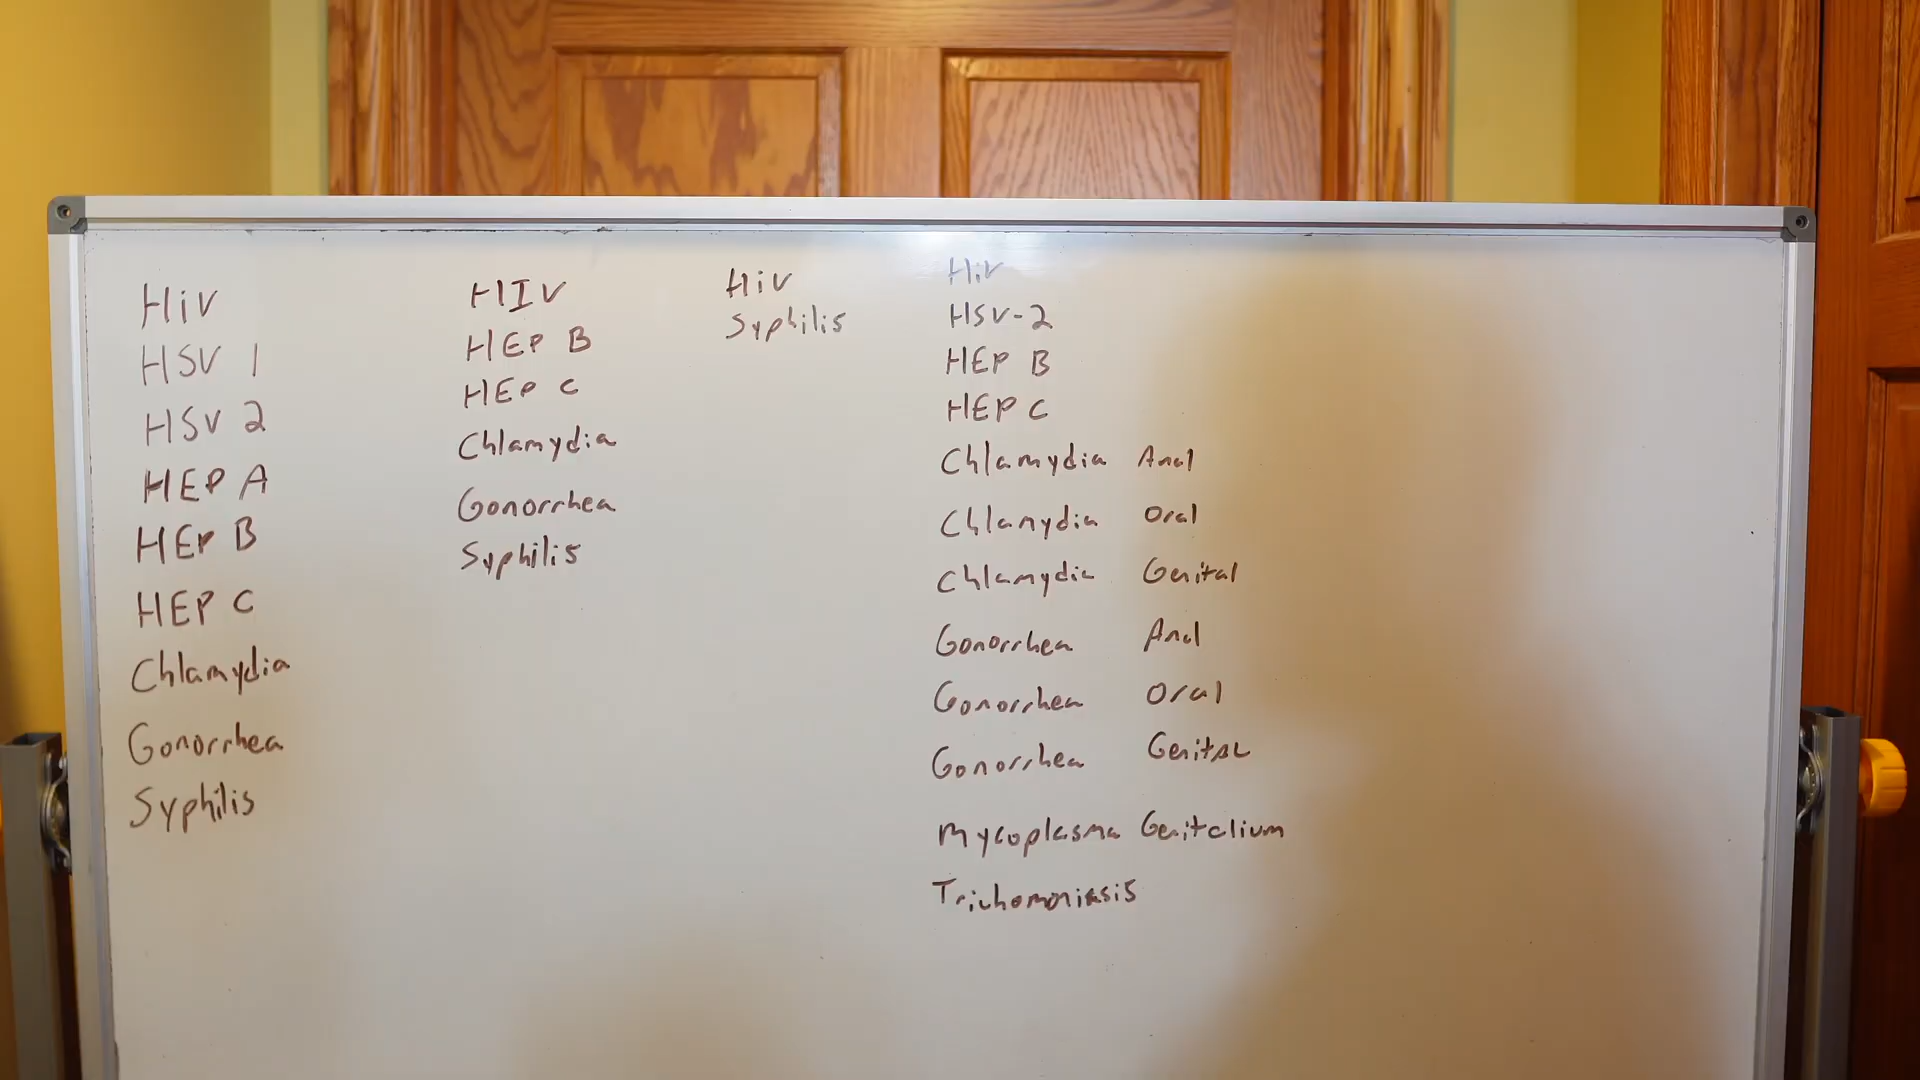 Hiv
HSV 1
HSV 2
HEP A
HEP B
HEP C
Chlamydia
Gonorrhea
Syphilis
HIV
HEP B
HEP C
Chlamydia
Gonorrhea
Syphilis
Hiv
Syphilis
Hiv
HSV-2
HEP B
HEP C
Chlamydia Anal
Chlamydia Oral
Chlamydia Genital
Gonorrhea Anal
Gonorrhea Oral
Gonorrhea Genital
Mycoplasma Genitalium
Trichomoniasis